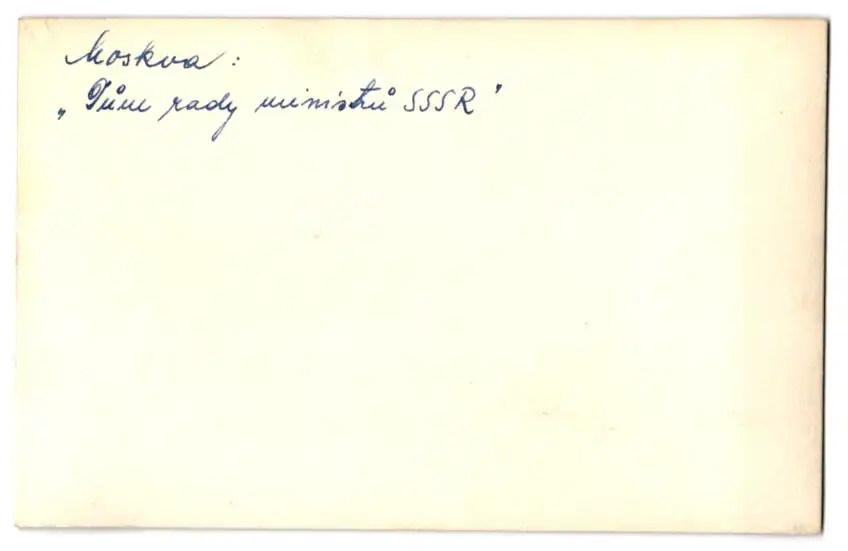 Moskva :
„Dům rady ministrů SSSR"